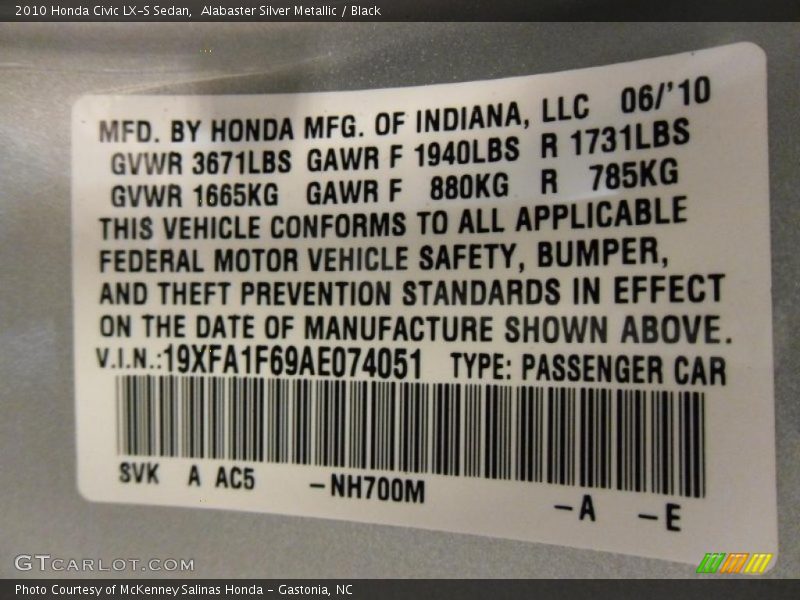 2010 Honda Civic LX-S Sedan,  Alabaster Silver Metallic / Black
MFD. BY HONDA MFG. OF INDIANA, LLC 06/'10
GVWR 3671LBS GAWR F 1940LBS R 1731LBS
GVWR 1665KG GAWR F 880KG R 785KG
THIS VEHICLE CONFORMS TO ALL APPLICABLE
FEDERAL MOTOR VEHICLE SAFETY, BUMPER,
AND THEFT PREVENTION STANDARDS IN EFFECT
ON THE DATE OF MANUFACTURE SHOWN ABOVE.
V.I.N.:19XFA1F69AE074051 TYPE: PASSENGER CAR
SVK A AC5 -NH700M -A -E
GTCARLOT.COM
Photo Courtesy of McKenney Salinas Honda - Gastonia, NC